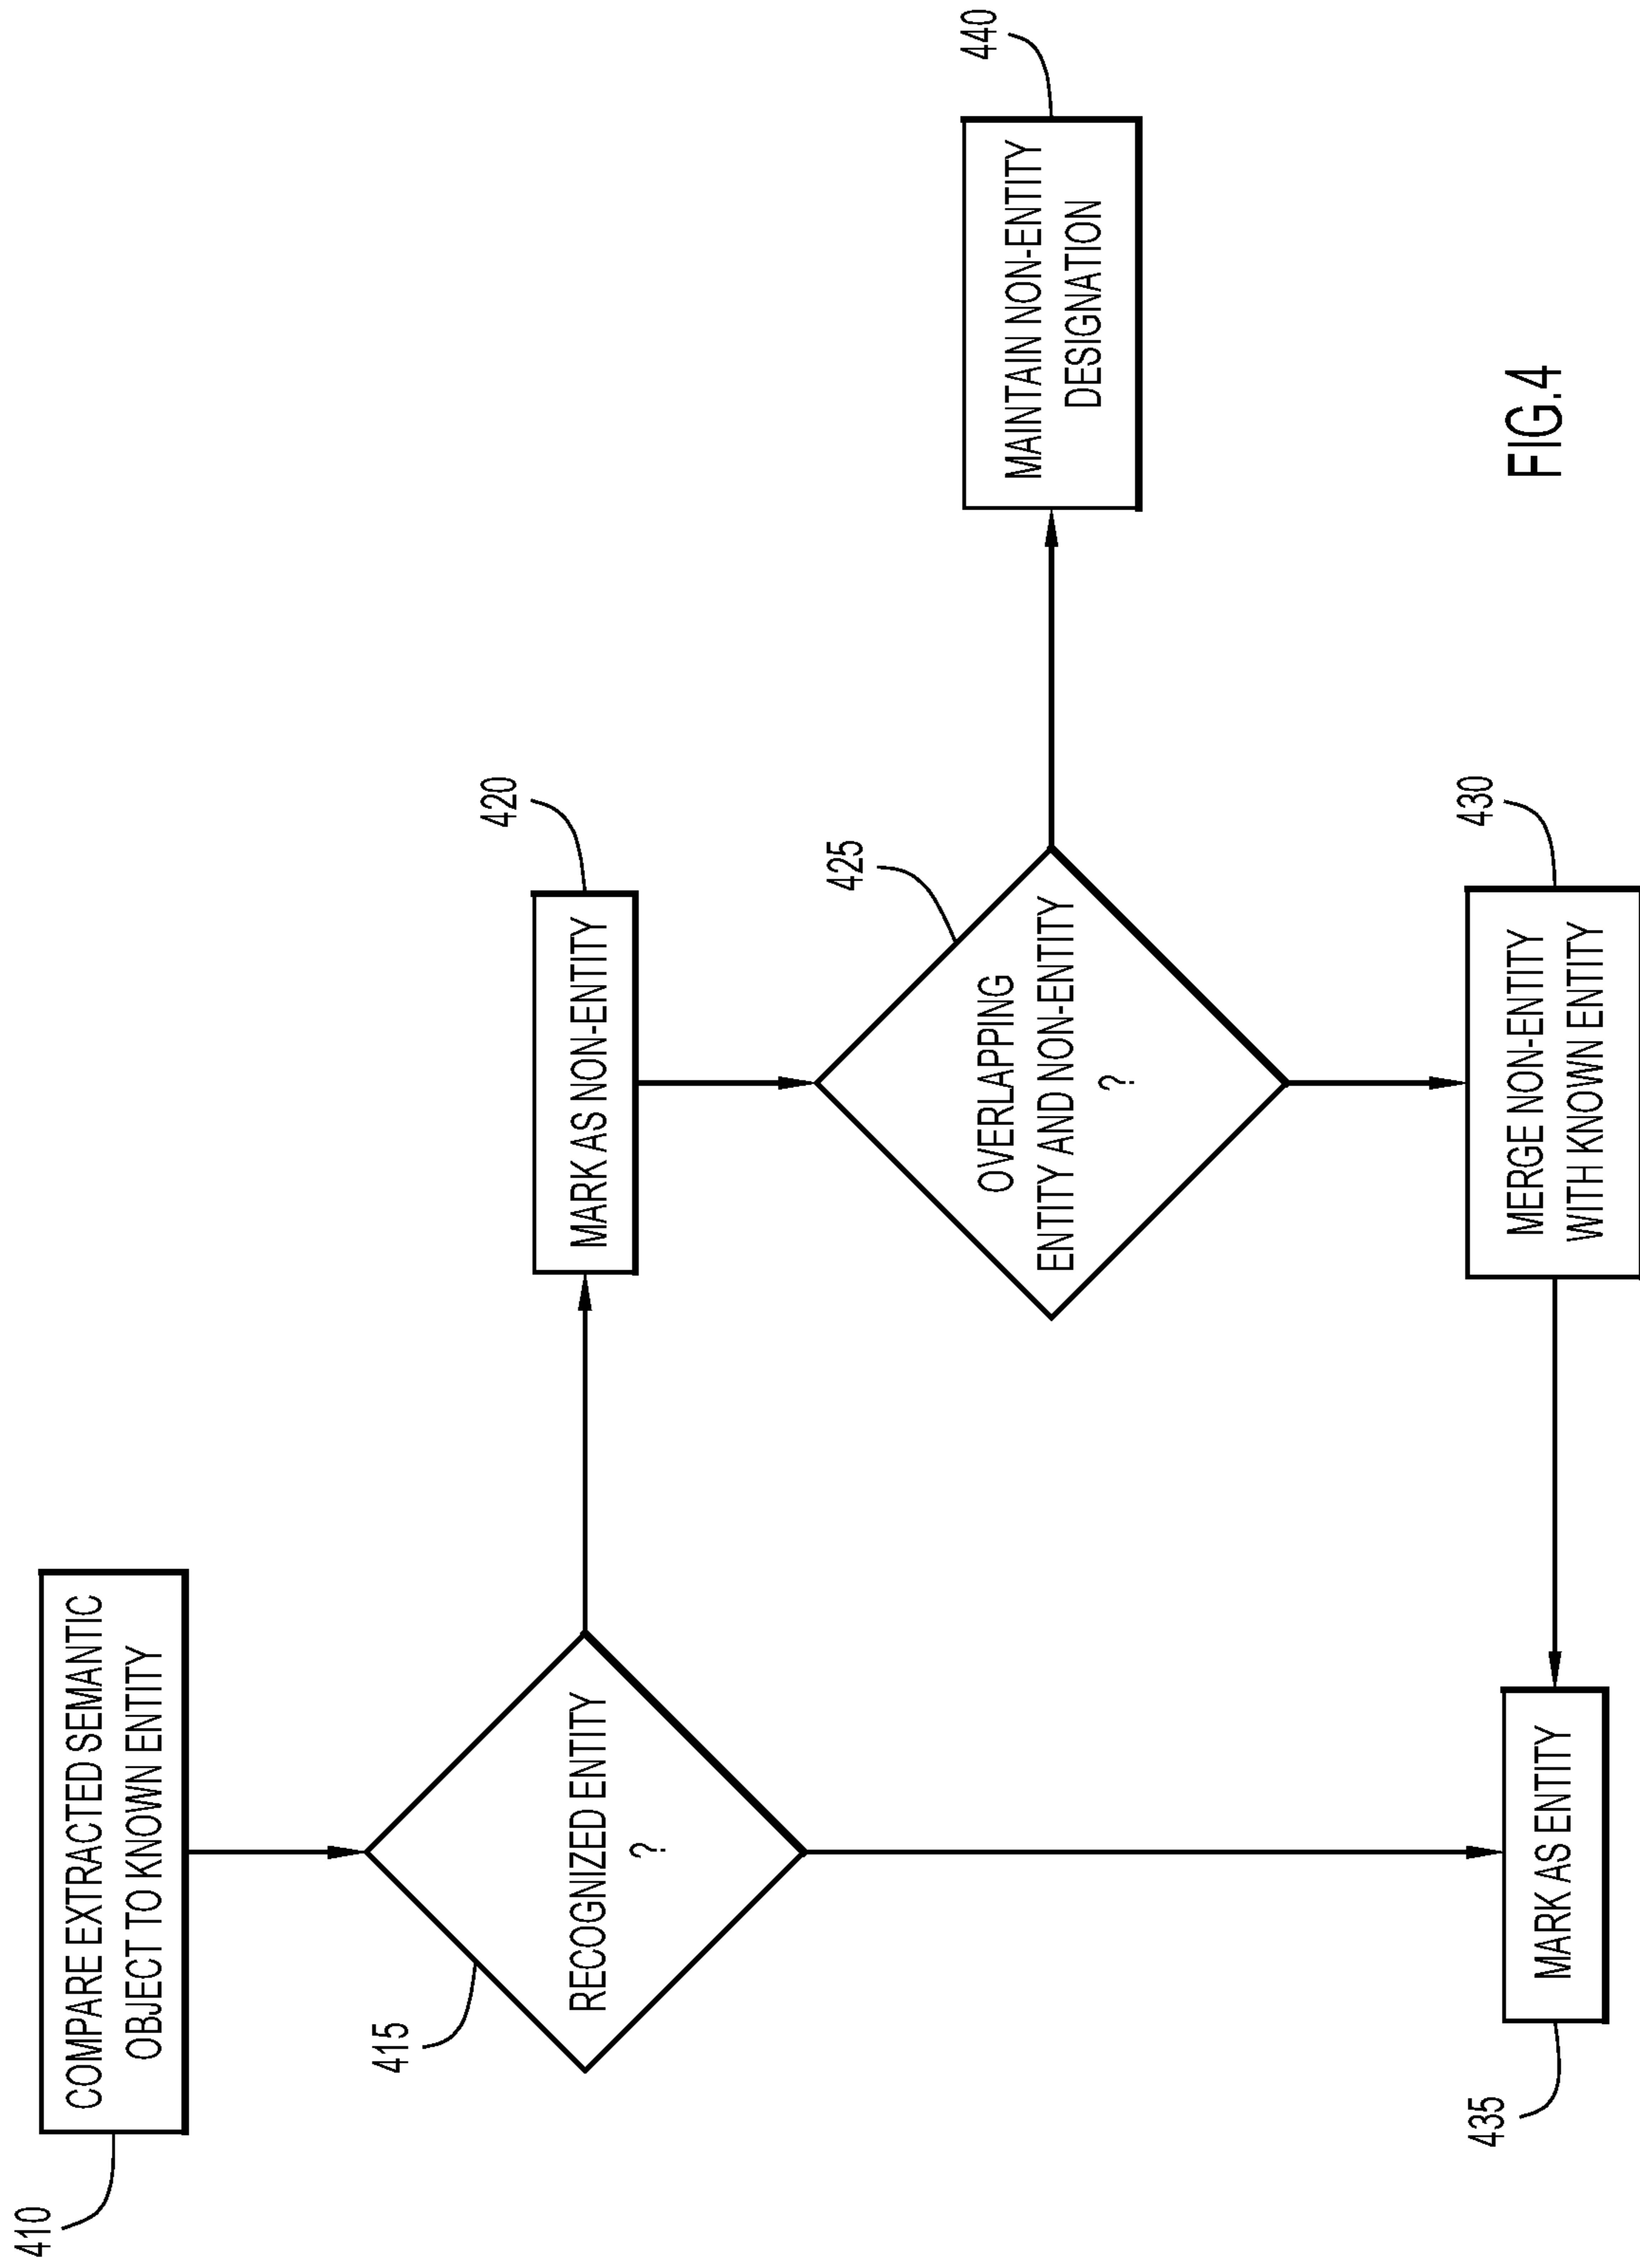 410
COMPARE EXTRACTED SEMANTIC
OBJECT TO KNOWN ENTITY
415
RECOGNIZED ENTITY
?
420
MARK AS NON-ENTITY
425
OVERLAPPING
ENTITY AND NON-ENTITY
?
440
MAINTAIN NON-ENTITY
DESIGNATION
435
MARK AS ENTITY
430
MERGE NON-ENTITY
WITH KNOWN ENTITY
FIG.4